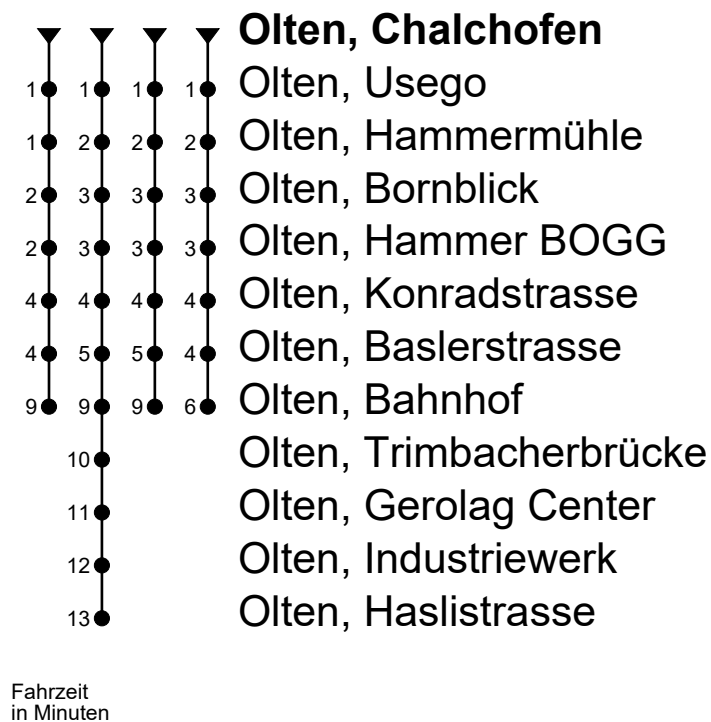 Olten, Chalchofen
1 1 1 1 Olten, Usego
1 2 2 2 Olten, Hammermühle
2 3 3 3 Olten, Bornblick
2 3 3 3 Olten, Hammer BOGG
4 4 4 4 Olten, Konradstrasse
4 5 5 4 Olten, Baslerstrasse
9 9 9 6 Olten, Bahnhof
10 Olten, Trimbacherbrücke
11 Olten, Gerolag Center
12 Olten, Industriewerk
13 Olten, Haslistrasse
Fahrzeit
in Minuten